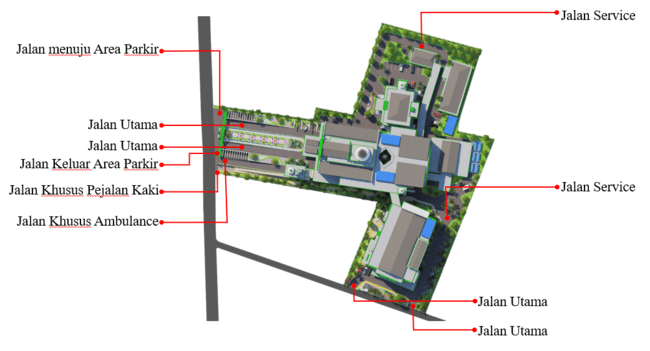 Jalan Service
Jalan menuju Area Parkir
Jalan Utama
Jalan Utama
Jalan Keluar Area Parkir
Jalan Khusus Pejalan Kaki
Jalan Service
Jalan Khusus Ambulance
Jalan Utama
Jalan Utama